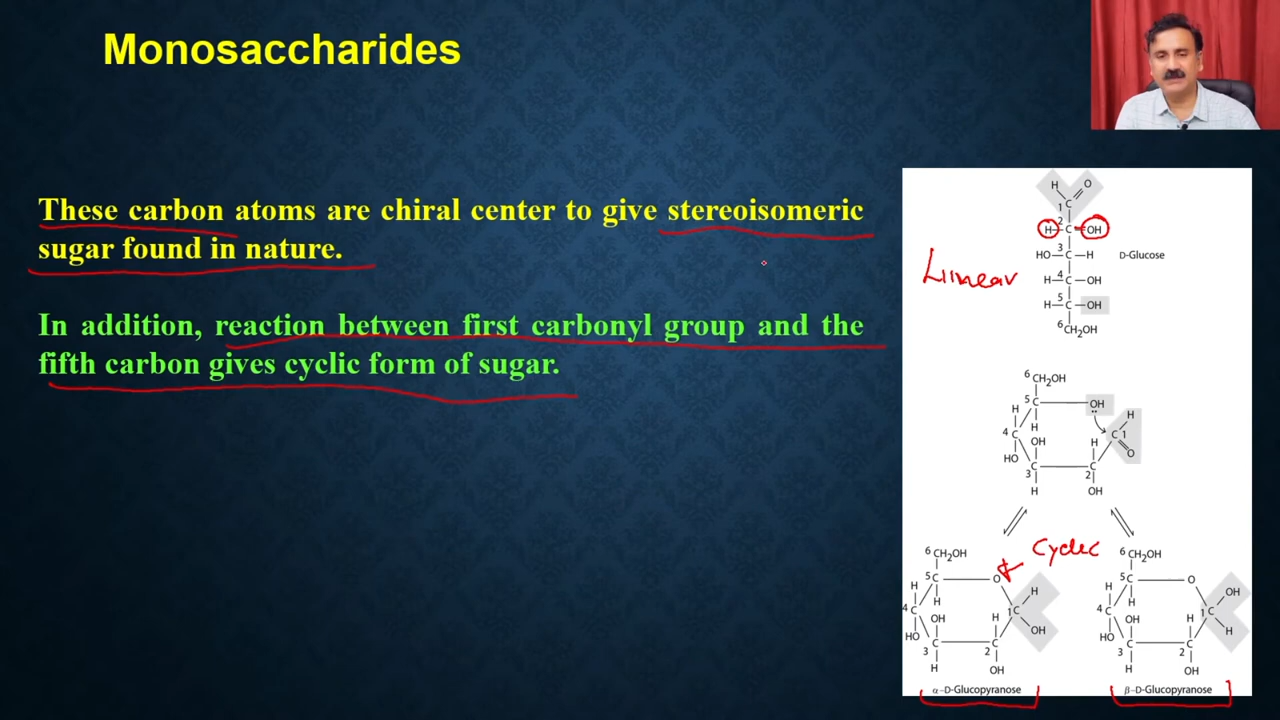 Monosaccharides
These carbon atoms are chiral center to give stereoisomeric
sugar found in nature.
In addition, reaction between first carbonyl group and the
fifth carbon gives cyclic form of sugar.
H O
1 C
2
H C OH
3
HO C H
D-Glucose
Linear
4
H C OH
5
H C OH
6 CH2OH
6 CH2OH
5 C OH
H H
H
4 C OH H C 1
HO O
3 C C 2
H OH
Cyclic
6 CH2OH
5 C O
H H
H
4 C OH H 1 C
HO OH
C C
3 2
H OH
α-D-Glucopyranose
6 CH2OH
5 C O
H OH
H
4 C OH H 1 C
HO H
C C
3 2
H OH
β-D-Glucopyranose